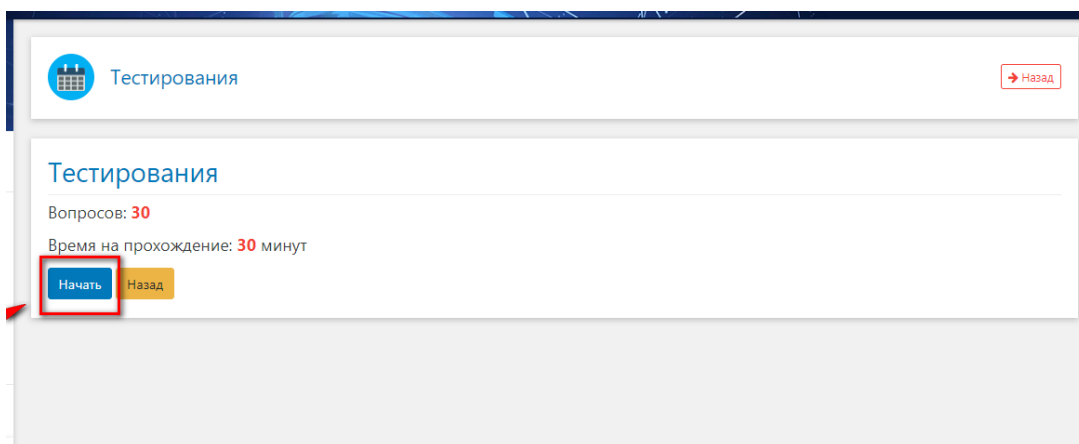 Тестирования
Назад
Тестирования
Вопросов: 30
Время на прохождение: 30 минут
Начать Назад